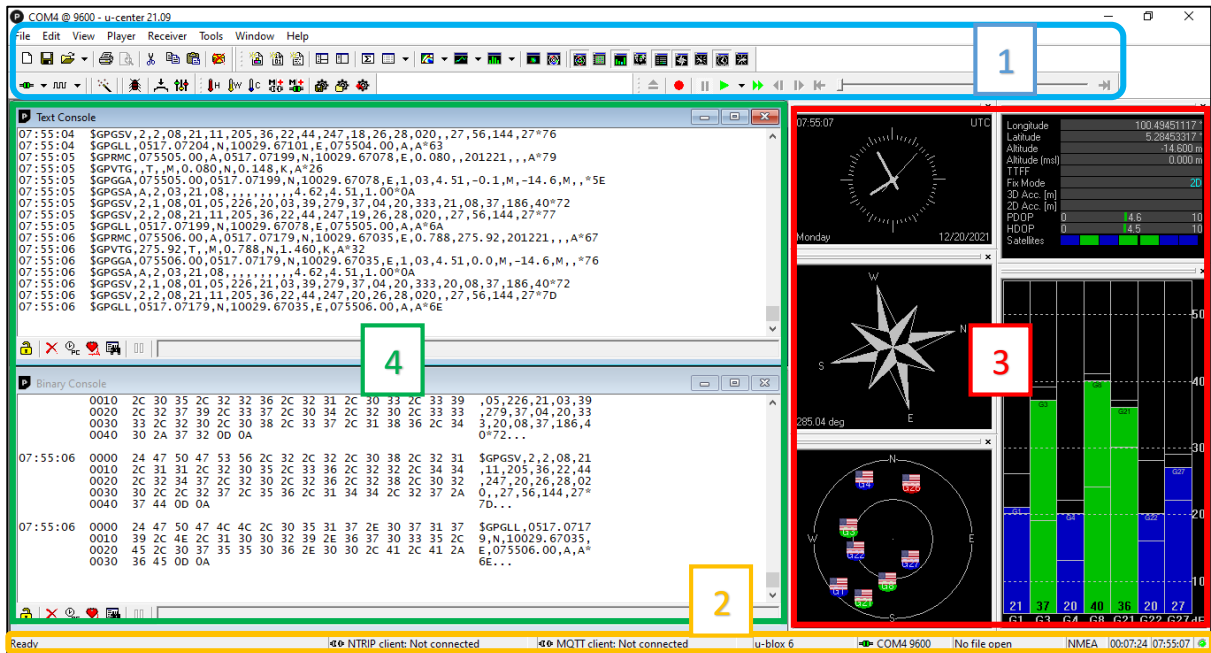 COM4 @ 9600 - u-center 21.09
File Edit View Player Receiver Tools Window Help
1
Text Console
07:55:04 $GPGSV,2,2,08,21,11,205,36,22,44,247,18,26,28,020,,27,56,144,27*76
07:55:04 $GPGLL,0517.07204,N,10029.67101,E,075504.00,A,A*63
07:55:05 $GPRMC,075505.00,A,0517.07199,N,10029.67078,E,0.080,,201221,,,A*79
07:55:05 $GPVTG,,T,,M,0.080,N,0.148,K,A*26
07:55:05 $GPGGA,075505.00,0517.07199,N,10029.67078,E,1,03,4.51,-0.1,M,-14.6,M,,*5E
07:55:05 $GPGSA,A,2,03,21,08,,,,,,,,,,4.62,4.51,1.00*0A
07:55:05 $GPGSV,2,1,08,01,05,226,20,03,39,279,37,04,20,333,21,08,37,186,40*72
07:55:05 $GPGSV,2,2,08,21,11,205,36,22,44,247,19,26,28,020,,27,56,144,27*77
07:55:05 $GPGLL,0517.07199,N,10029.67078,E,075505.00,A,A*6A
07:55:06 $GPRMC,075506.00,A,0517.07179,N,10029.67035,E,0.788,275.92,201221,,,A*67
07:55:06 $GPVTG,275.92,T,,M,0.788,N,1.460,K,A*32
07:55:06 $GPGGA,075506.00,0517.07179,N,10029.67035,E,1,03,4.51,0.0,M,-14.6,M,,*76
07:55:06 $GPGSA,A,2,03,21,08,,,,,,,,,,4.62,4.51,1.00*0A
07:55:06 $GPGSV,2,1,08,01,05,226,21,03,39,279,37,04,20,333,20,08,37,186,40*72
07:55:06 $GPGSV,2,2,08,21,11,205,36,22,44,247,20,26,28,020,,27,56,144,27*7D
07:55:06 $GPGLL,0517.07179,N,10029.67035,E,075506.00,A,A*6E
4
Binary Console
0010 2C 30 35 2C 32 32 36 2C 32 31 2C 30 33 2C 33 39 ,05,226,21,03,39
0020 2C 32 37 39 2C 33 37 2C 30 34 2C 32 30 2C 33 33 ,279,37,04,20,33
0030 33 2C 32 30 2C 30 38 2C 33 37 2C 31 38 36 2C 34 3,20,08,37,186,4
0040 30 2A 37 32 0D 0A 0*72...
07:55:06 0000 24 47 50 47 53 56 2C 32 2C 32 2C 30 38 2C 32 31 $GPGSV,2,2,08,21
0010 2C 31 31 2C 32 30 35 2C 33 36 2C 32 32 2C 34 34 ,11,205,36,22,44
0020 2C 32 34 37 2C 32 30 2C 32 36 2C 32 38 2C 30 32 ,247,20,26,28,02
0030 30 2C 2C 32 37 2C 35 36 2C 31 34 34 2C 32 37 2A 0,,27,56,144,27*
0040 37 44 0D 0A 7D...
07:55:06 0000 24 47 50 47 4C 4C 2C 30 35 31 37 2E 30 37 31 37 $GPGLL,0517.0717
0010 39 2C 4E 2C 31 30 30 32 39 2E 36 37 30 33 35 2C 9,N,10029.67035,
0020 45 2C 30 37 35 35 30 36 2E 30 30 2C 41 2C 41 2A E,075506.00,A,A*
0030 36 45 0D 0A 6E...
2
07:55:07 UTC
Monday 12/20/2021
W
N
S
E
285.04 deg
N
W
E
S
G4
G26
G3
G22
G27
G1
G8
G21
3
Longitude 100.49451117 °
Latitude 5.28453317 °
Altitude -14.600 m
Altitude (msl) 0.000 m
TTFF
Fix Mode 2D
3D Acc. [m]
2D Acc. [m]
PDOP 0 4.6 10
HDOP 0 4.5 10
Satellites
50
40
30
20
10
G1 G3 G4 G8 G21 G22 G27
21 37 20 40 36 20 27
G1 G3 G4 G8 G21 G22 G27 dB
Ready NTRIP client: Not connected MQTT client: Not connected u-blox 6 COM4 9600 No file open NMEA 00:07:24 07:55:07